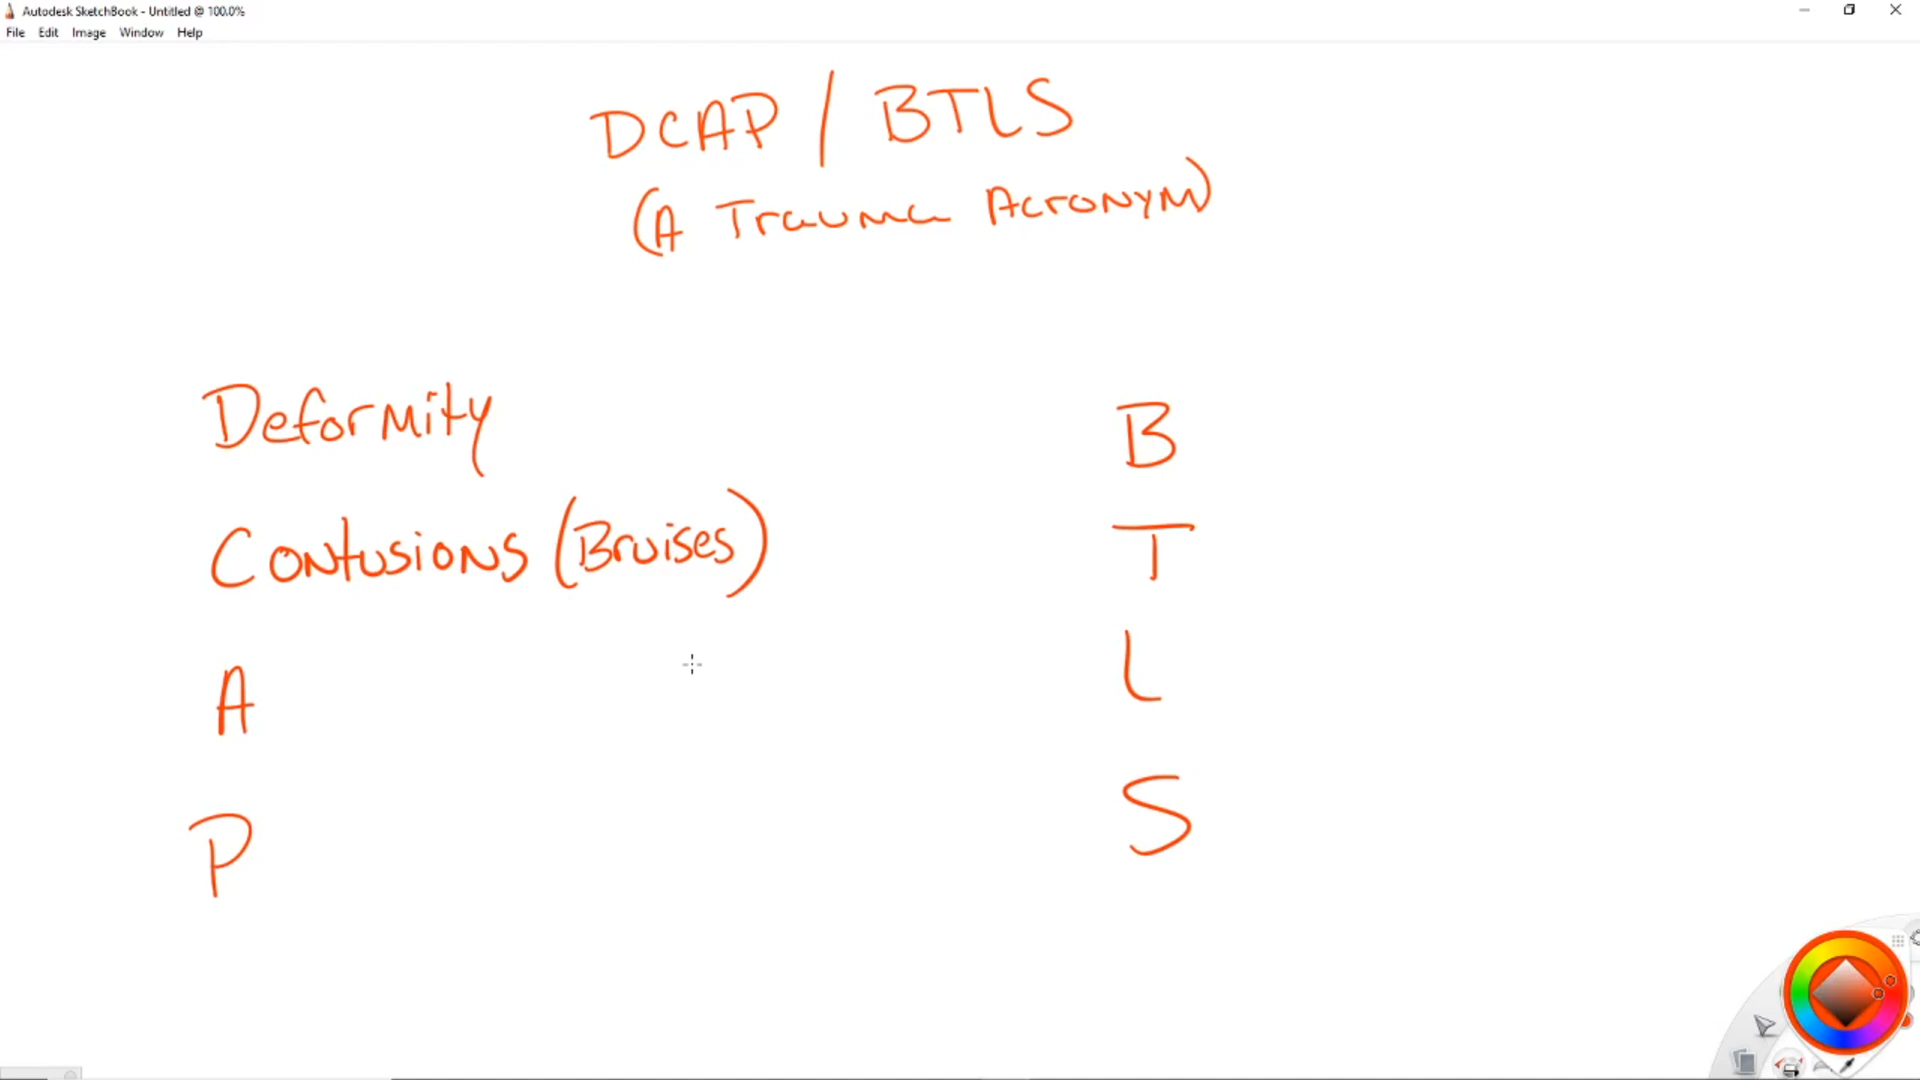 Autodesk SketchBook - Untitled @ 100.0%
File Edit Image Window Help
DCAP / BTLS
(A Trauma Acronym)
Deformity
Contusions (Bruises)
A
P
B
T
L
S